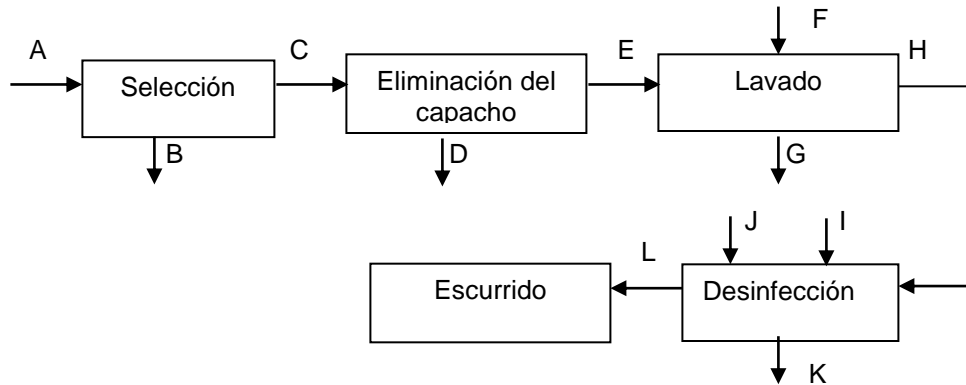 A
C
E
F
H
Selección
Eliminación del
capacho
Lavado
B
D
G
J
I
L
Escurrido
Desinfección
K